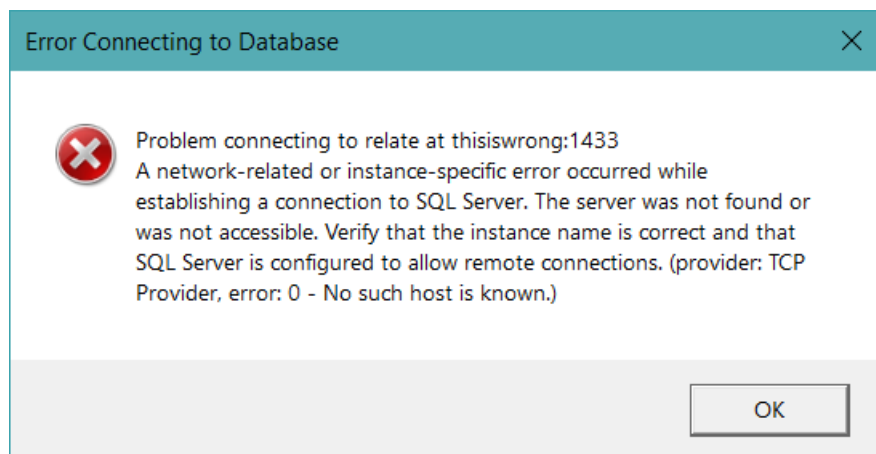 Error Connecting to Database
Problem connecting to relate at thisiswrong:1433
A network-related or instance-specific error occurred while
establishing a connection to SQL Server. The server was not found or
was not accessible. Verify that the instance name is correct and that
SQL Server is configured to allow remote connections. (provider: TCP
Provider, error: 0 - No such host is known.)
OK